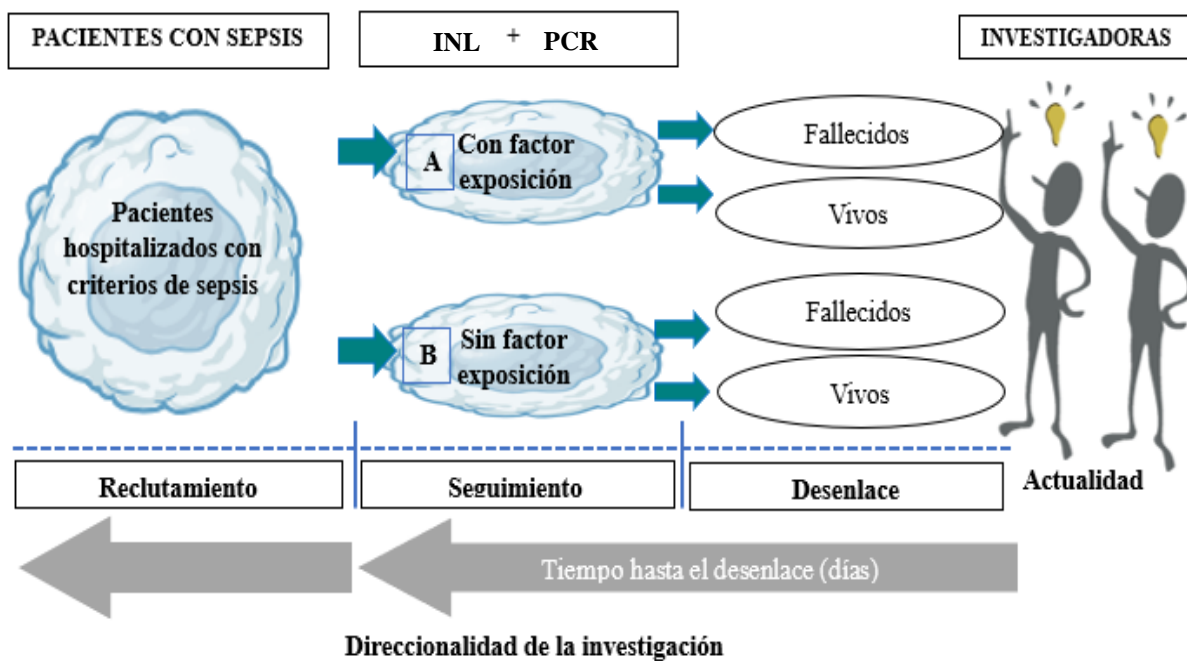 PACIENTES CON SEPSIS
INL + PCR
INVESTIGADORAS
Pacientes
hospitalizados con
criterios de sepsis
A
Con factor
exposición
Fallecidos
Vivos
B
Sin factor
exposición
Fallecidos
Vivos
Reclutamiento
Seguimiento
Desenlace
Actualidad
Tiempo hasta el desenlace (días)
Direccionalidad de la investigación